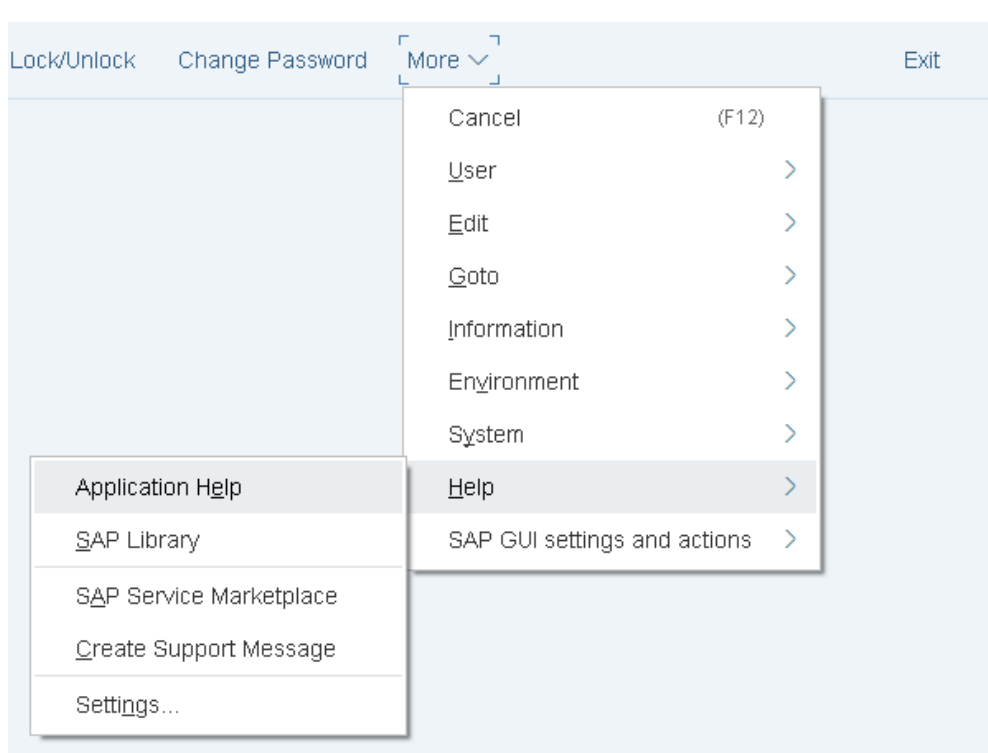 Lock/Unlock Change Password More Exit
Cancel (F12)
User
Edit
Goto
Information
Environment
System
Help
SAP GUI settings and actions
Application Help
SAP Library
SAP Service Marketplace
Create Support Message
Settings...